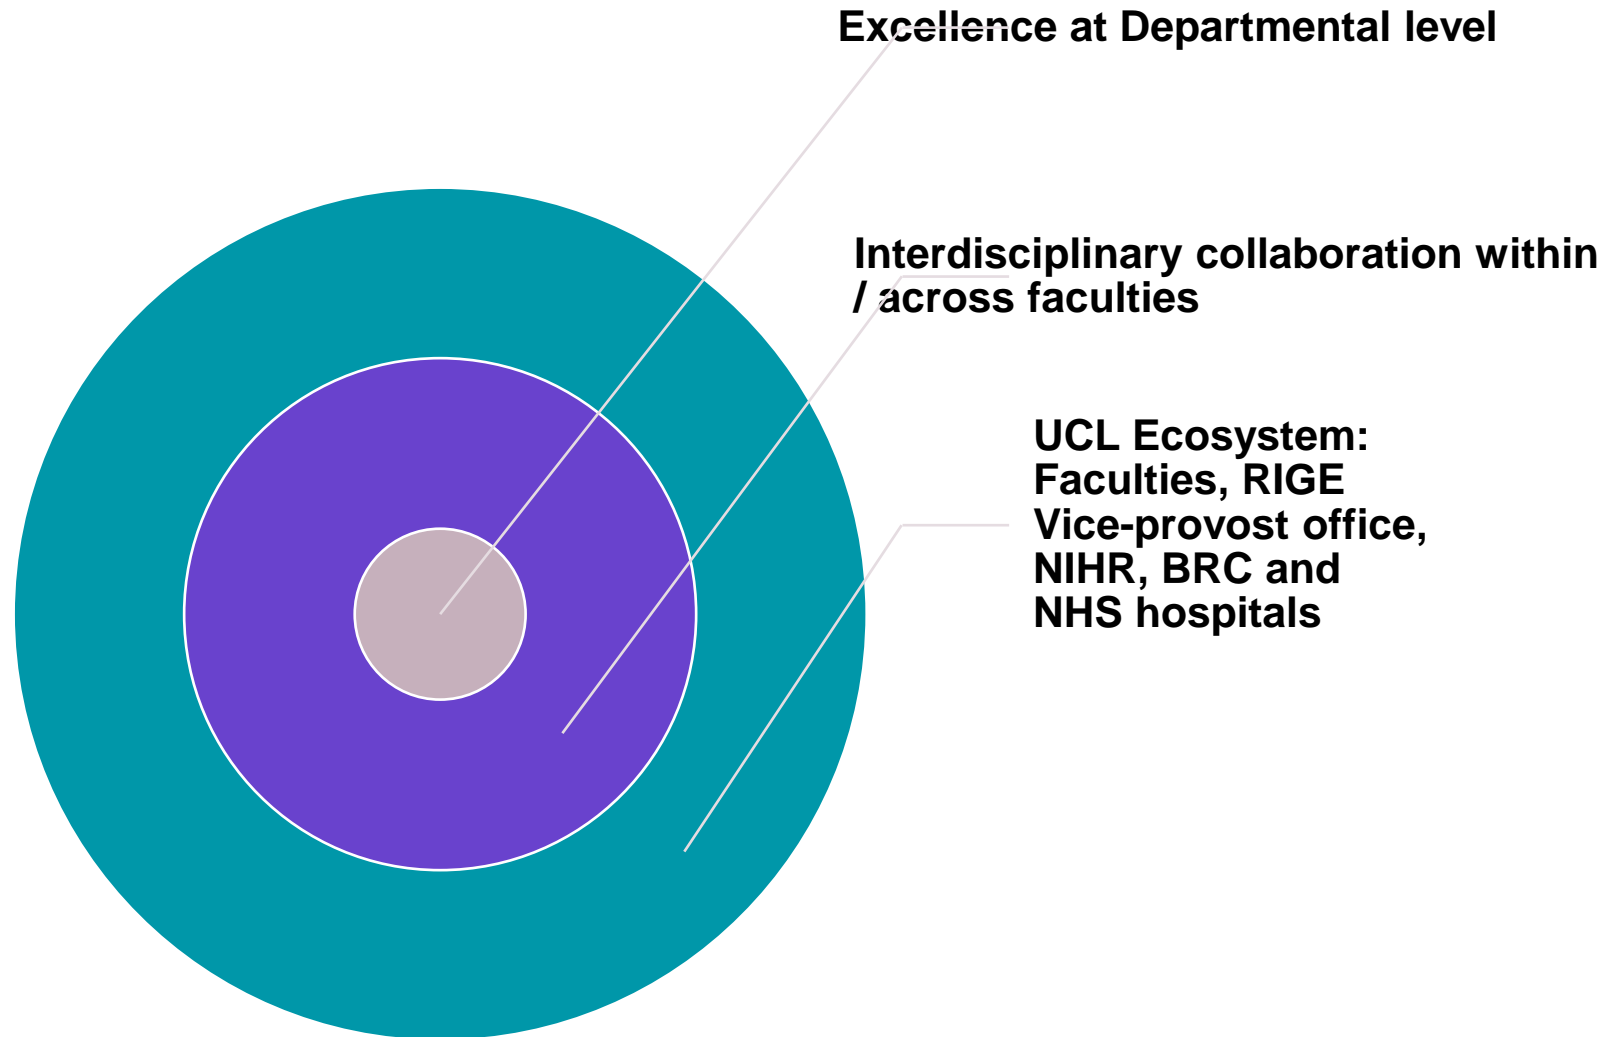 Excellence at Departmental level
Interdisciplinary collaboration within
/ across faculties
UCL Ecosystem:
Faculties, RIGE
Vice-provost office,
NIHR, BRC and
NHS hospitals